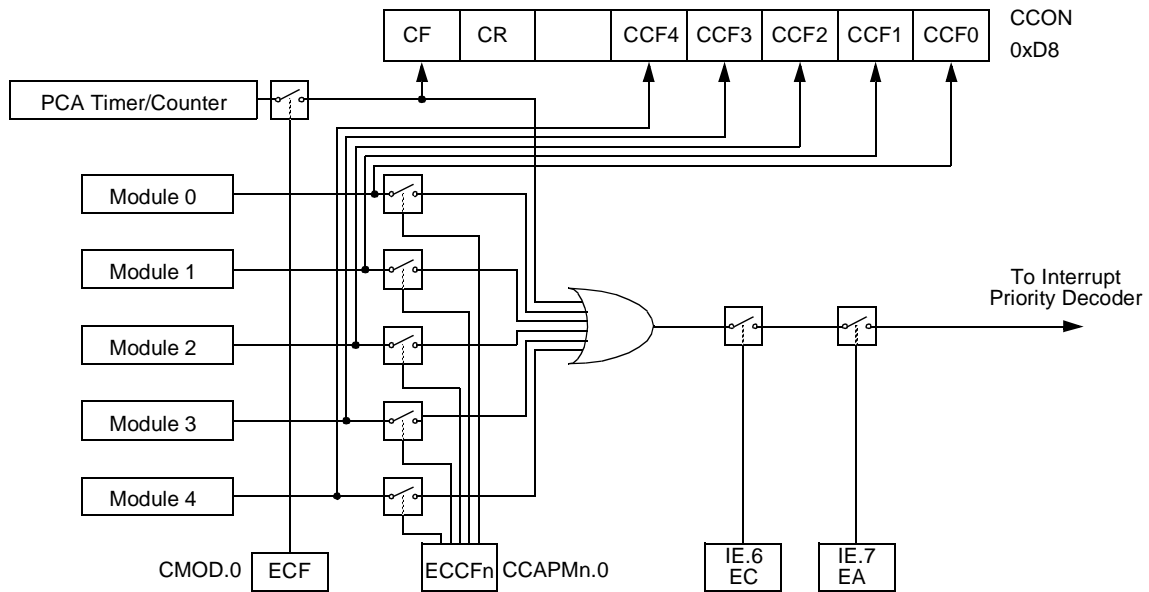 CF CR CCF4 CCF3 CCF2 CCF1 CCF0
CCON
0xD8
PCA Timer/Counter
Module 0
Module 1
Module 2
Module 3
Module 4
To Interrupt
Priority Decoder
CMOD.0 ECF
ECCFn CCAPMn.0
IE.6
EC
IE.7
EA